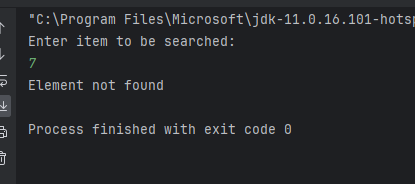 "C:\Program Files\Microsoft\jdk-11.0.16.101-hotsp
Enter item to be searched:
7
Element not found
Process finished with exit code 0